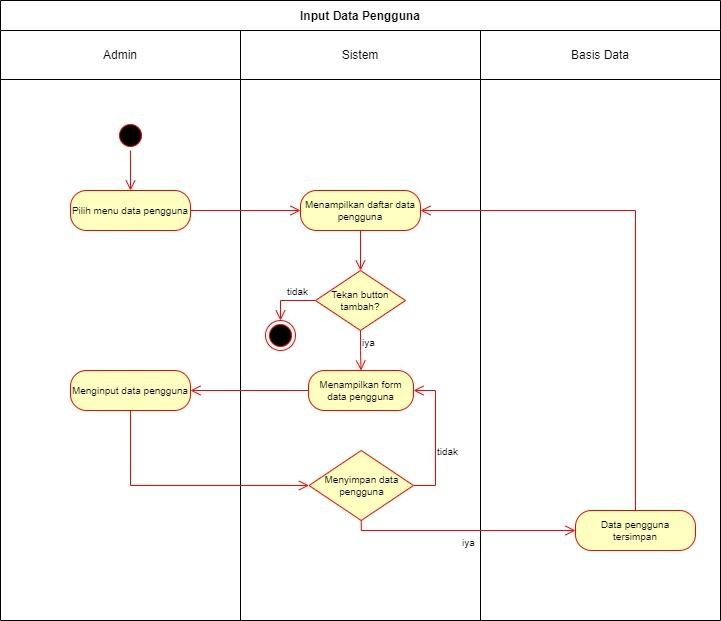 Input Data Pengguna
Admin
Sistem
Basis Data
Pilih menu data pengguna
Menampilkan daftar data
pengguna
tidak
Tekan button
tambah?
iya
Menginput data pengguna
Menampilkan form
data pengguna
tidak
Menyimpan data
pengguna
iya
Data pengguna
tersimpan